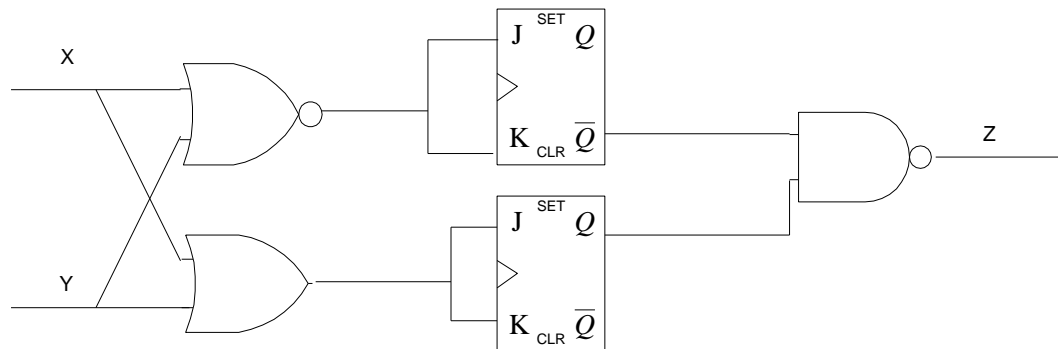 X
J SET Q
K CLR Q̅
Z
J SET Q
Y
K CLR Q̅